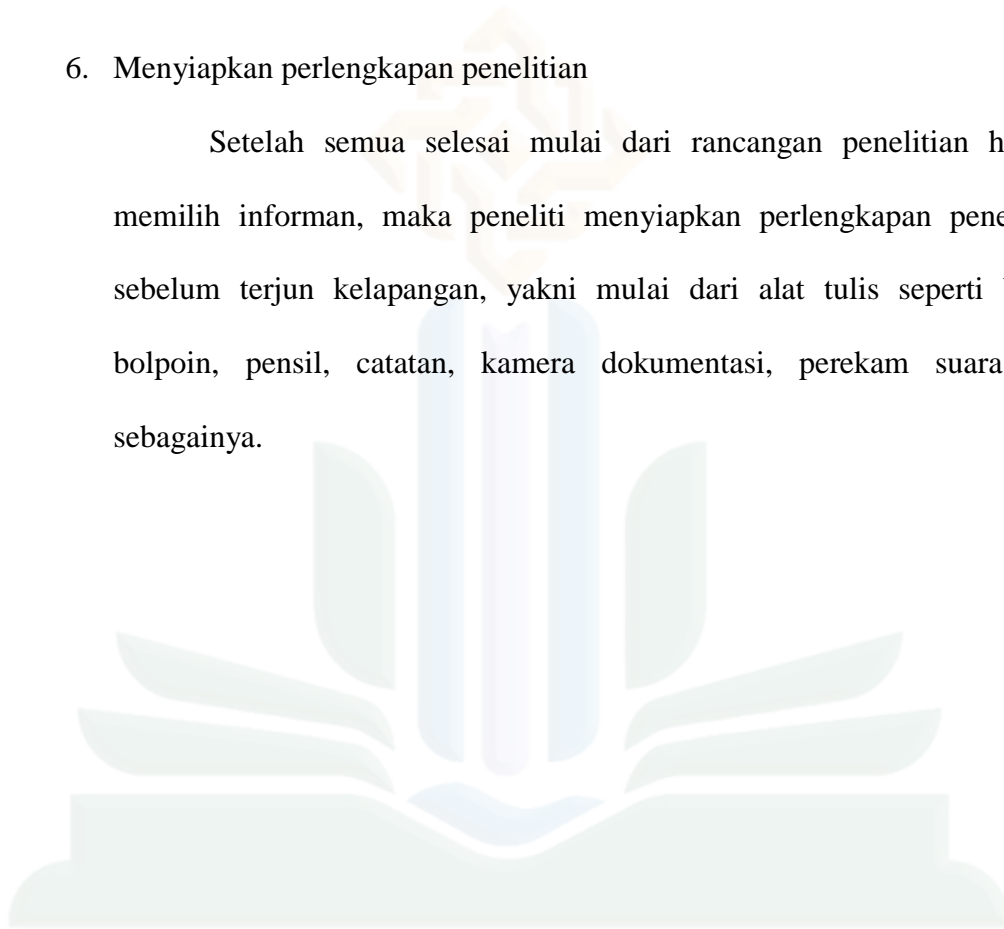 6. Menyiapkan perlengkapan penelitian
Setelah semua selesai mulai dari rancangan penelitian
memilih informan, maka peneliti menyiapkan perlengkapan
sebelum terjun kelapangan, yakni mulai dari alat tulis seperti
bolpoin, pensil, catatan, kamera dokumentasi, perekam suara
sebagainya.